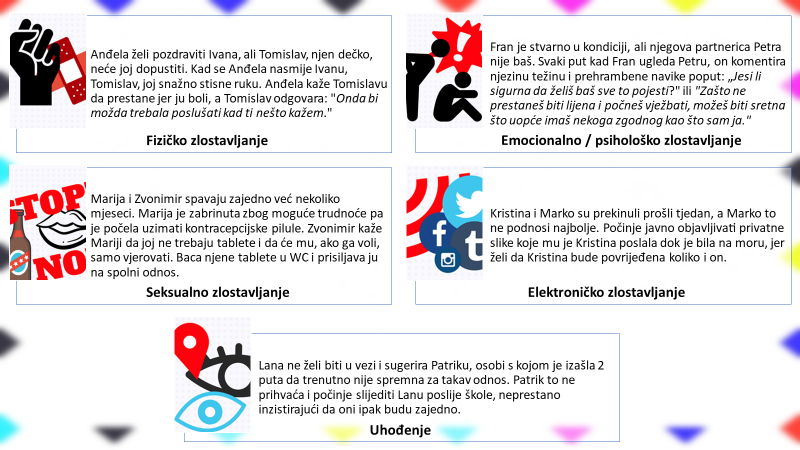 Anđela želi pozdraviti Ivana, ali Tomislav, njen dečko,
neće joj dopustiti. Kad se Anđela nasmije Ivanu,
Tomislav, joj snažno stisne ruku. Anđela kaže Tomislavu
da prestane jer ju boli, a Tomislav odgovara: "Onda bi
možda trebala poslušati kad ti nešto kažem."
Fizičko zlostavljanje
Fran je stvarno u kondiciji, ali njegova partnerica Petra
nije baš. Svaki put kad Fran ugleda Petru, on komentira
njezinu težinu i prehrambene navike poput: „Jesi li
sigurna da želiš baš sve to pojesti?" ili "Zašto ne
prestaneš biti lijena i počneš vježbati, možeš biti sretna
što uopće imaš nekoga zgodnog kao što sam ja."
Emocionalno / psihološko zlostavljanje
STOP
NO
Marija i Zvonimir spavaju zajedno već nekoliko
mjeseci. Marija je zabrinuta zbog moguće trudnoće pa
je počela uzimati kontracepcijske pilule. Zvonimir kaže
Mariji da joj ne trebaju tablete i da će mu, ako ga voli,
samo vjerovati. Baca njene tablete u WC i prisiljava ju
na spolni odnos.
Seksualno zlostavljanje
Kristina i Marko su prekinuli prošli tjedan, a Marko to
ne podnosi najbolje. Počinje javno objavljivati privatne
slike koje mu je Kristina poslala dok je bila na moru, jer
želi da Kristina bude povrijeđena koliko i on.
Elektroničko zlostavljanje
Lana ne želi biti u vezi i sugerira Patriku, osobi s kojom je izašla 2
puta da trenutno nije spremna za takav odnos. Patrik to ne
prihvaća i počinje slijediti Lanu poslije škole, neprestano
inzistirajući da oni ipak budu zajedno.
Uhođenje